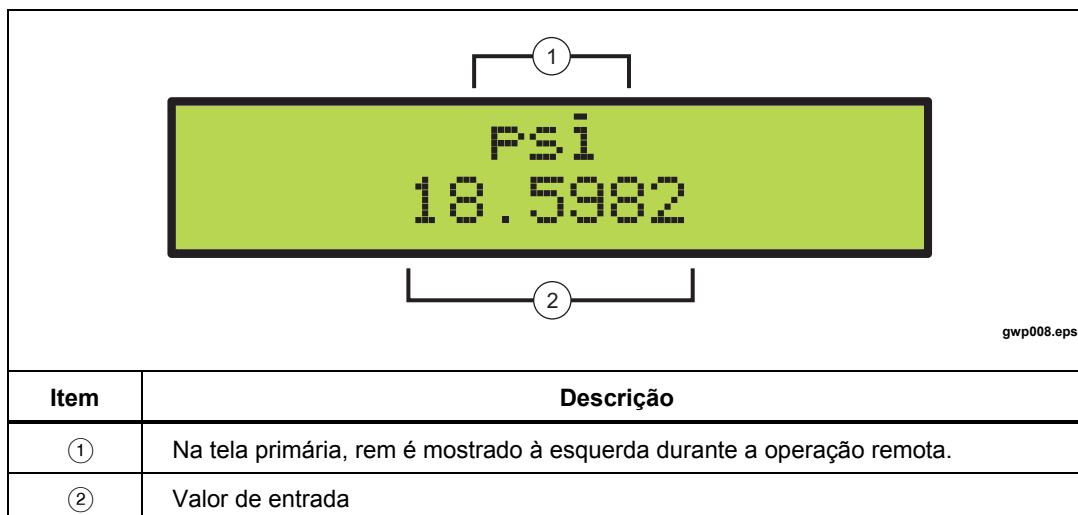 ①
psi
18.5982
②
gwp008.eps
Item Descrição
① Na tela primária, rem é mostrado à esquerda durante a operação remota.
② Valor de entrada